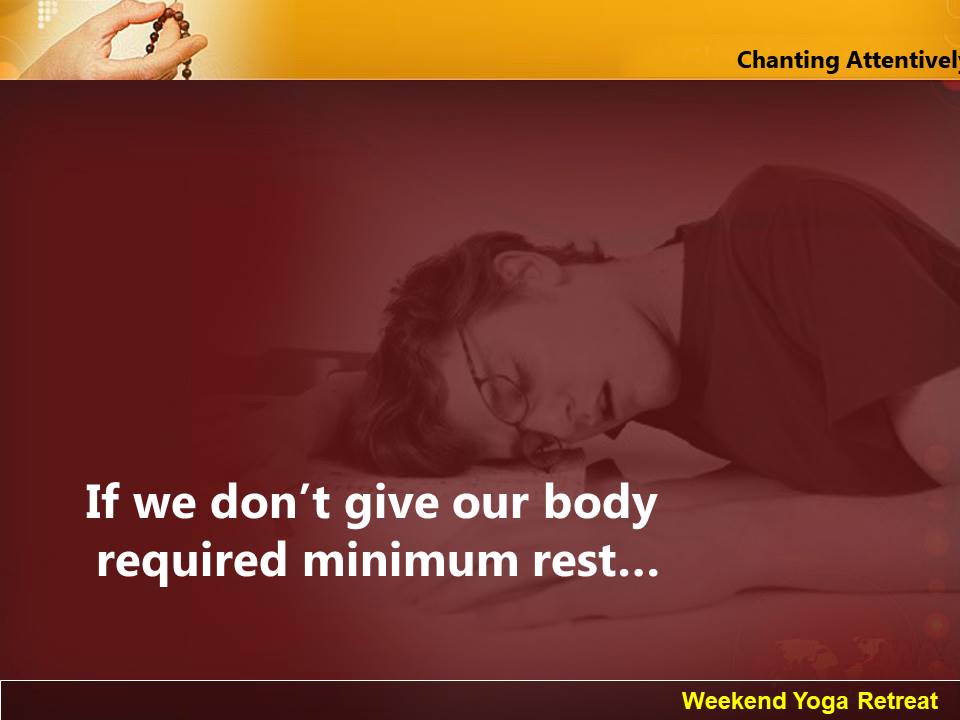 Chanting Attentively
If we don’t give our body
required minimum rest…
Weekend Yoga Retreat